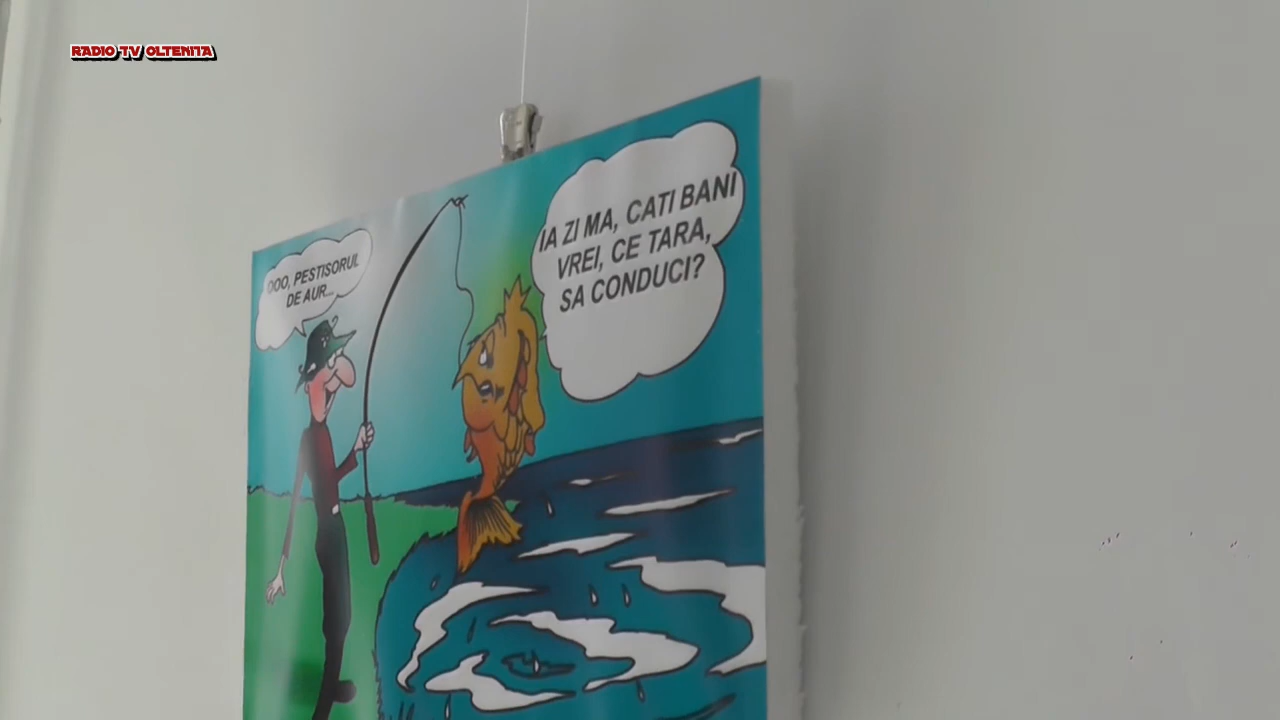 RADIO TV OLTENITA
OOO, PESTISORUL
DE AUR...
IA ZI MA, CATI BANI
VREI, CE TARA,
SA CONDUCI?